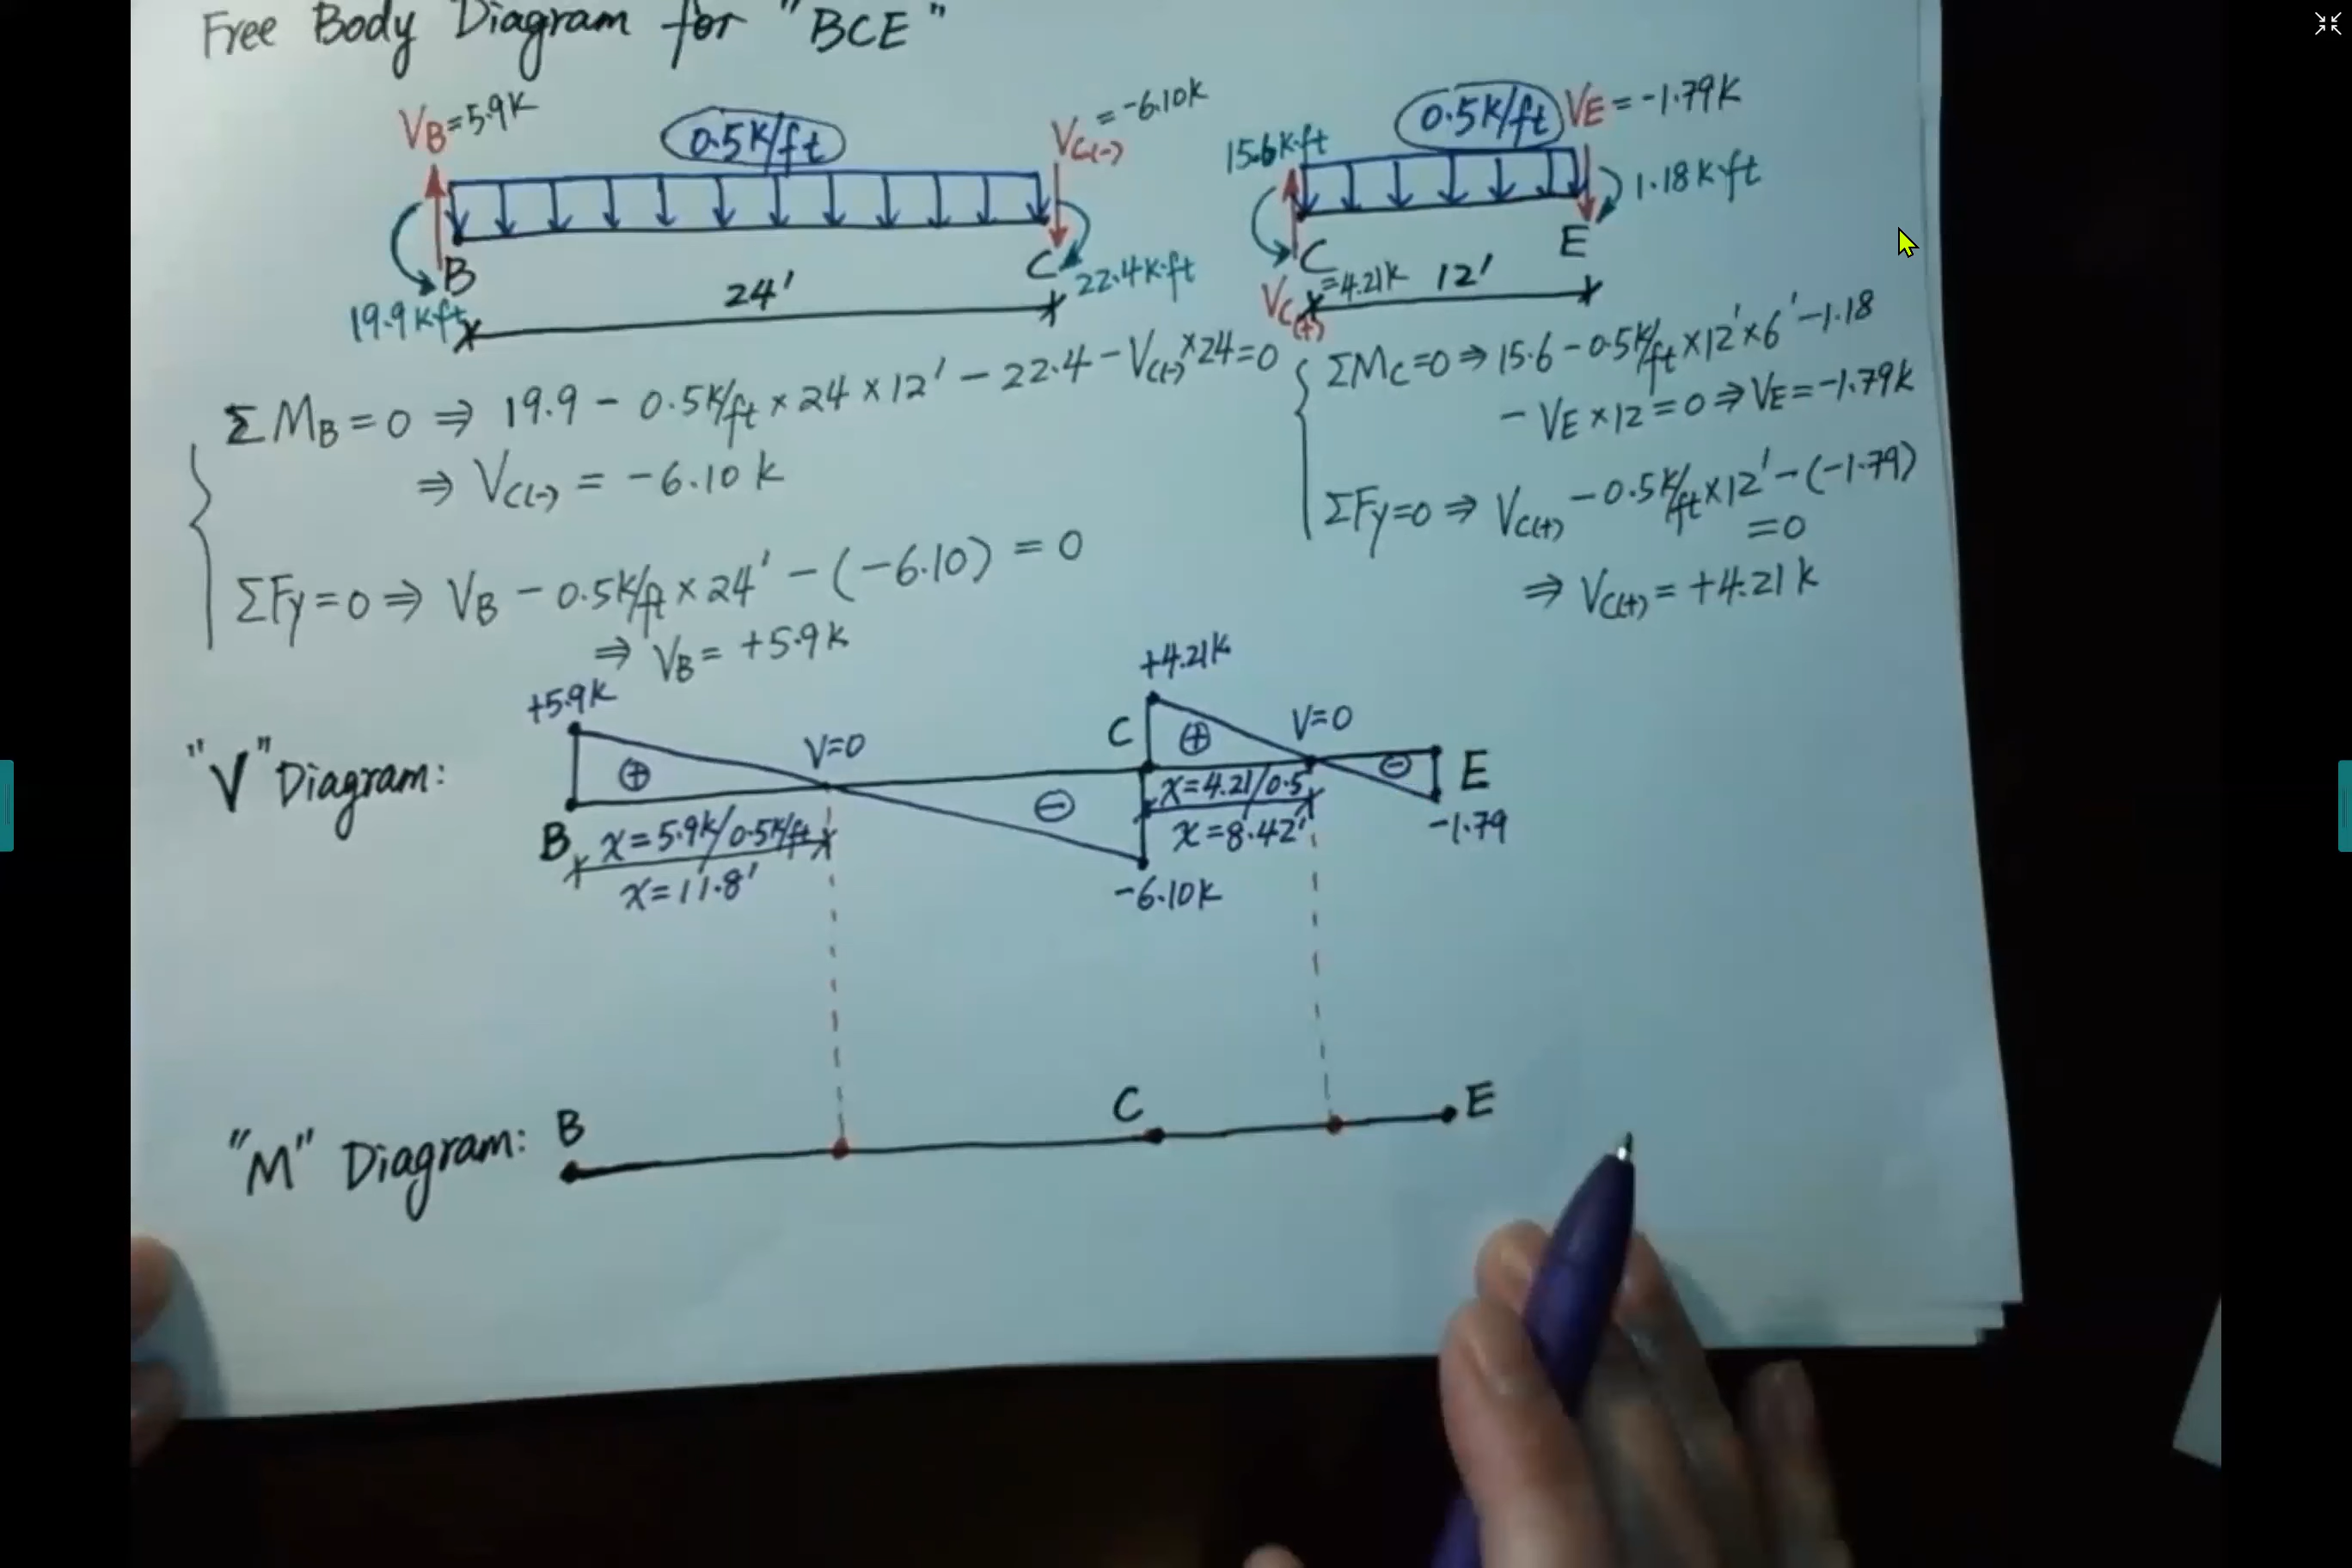 Free Body Diagram for "BCE"
VB=5.9K
0.5K/ft
VC(-) = -6.10K
19.9 K·ft
B
24'
C
22.4 K·ft
15.6 K·ft
0.5K/ft
VE = -1.79K
1.18 K·ft
C
E
VC(+) = 4.21K
12'
ΣMB = 0 ⇒ 19.9 - 0.5K/ft × 24 × 12' - 22.4 - VC(-) × 24 = 0
⇒ VC(-) = -6.10 K
ΣFy = 0 ⇒ VB - 0.5K/ft × 24' - (-6.10) = 0
⇒ VB = +5.9K
ΣMC = 0 ⇒ 15.6 - 0.5K/ft × 12' × 6' - 1.18
- VE × 12 = 0 ⇒ VE = -1.79K
ΣFy = 0 ⇒ VC(+) - 0.5K/ft × 12' - (-1.79)
= 0
⇒ VC(+) = +4.21 K
"V" Diagram:
+5.9K
⊕
V=0
B
x = 5.9K/0.5K/ft
x = 11.8'
⊖
-6.10K
C
+4.21K
⊕
V=0
x = 4.21/0.5
x = 8.42'
⊖
E
-1.79
"M" Diagram:
B
C
E